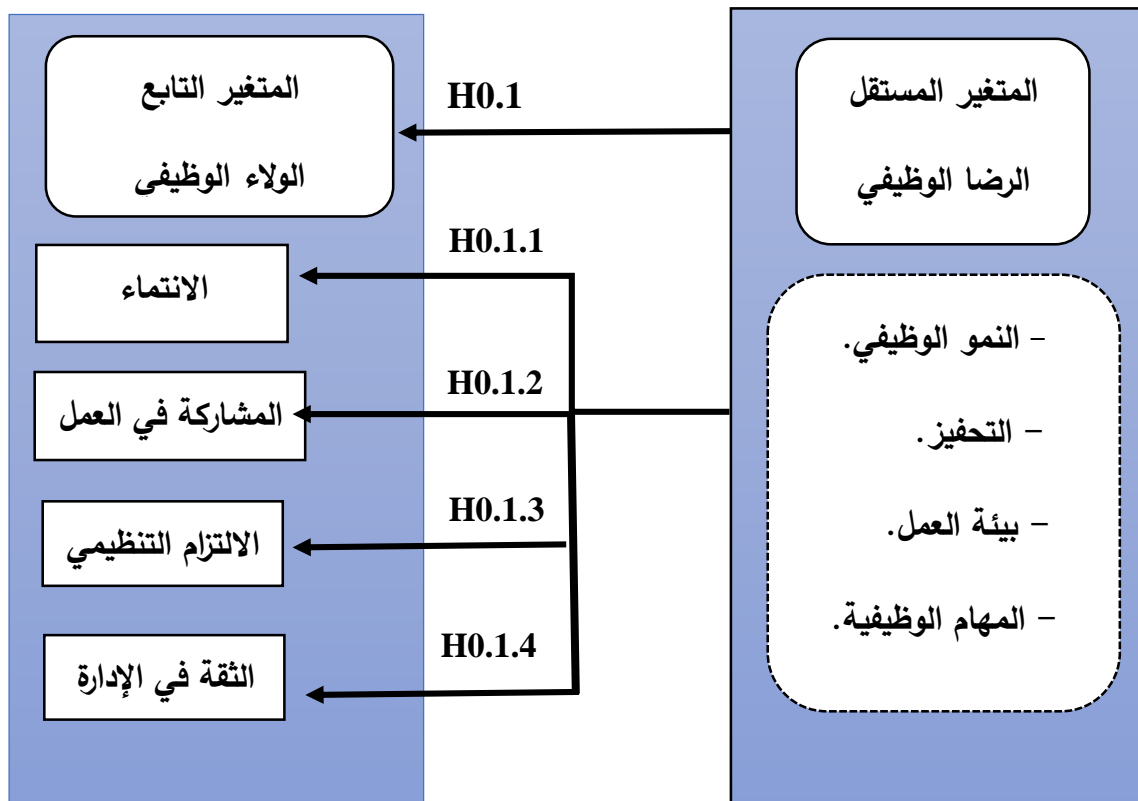 المتغير المستقل
الرضا الوظيفي
– النمو الوظيفي.
– التحفيز.
– بيئة العمل.
– المهام الوظيفية.
H0.1
H0.1.1
H0.1.2
H0.1.3
H0.1.4
المتغير التابع
الولاء الوظيفي
الانتماء
المشاركة في العمل
الالتزام التنظيمي
الثقة في الإدارة